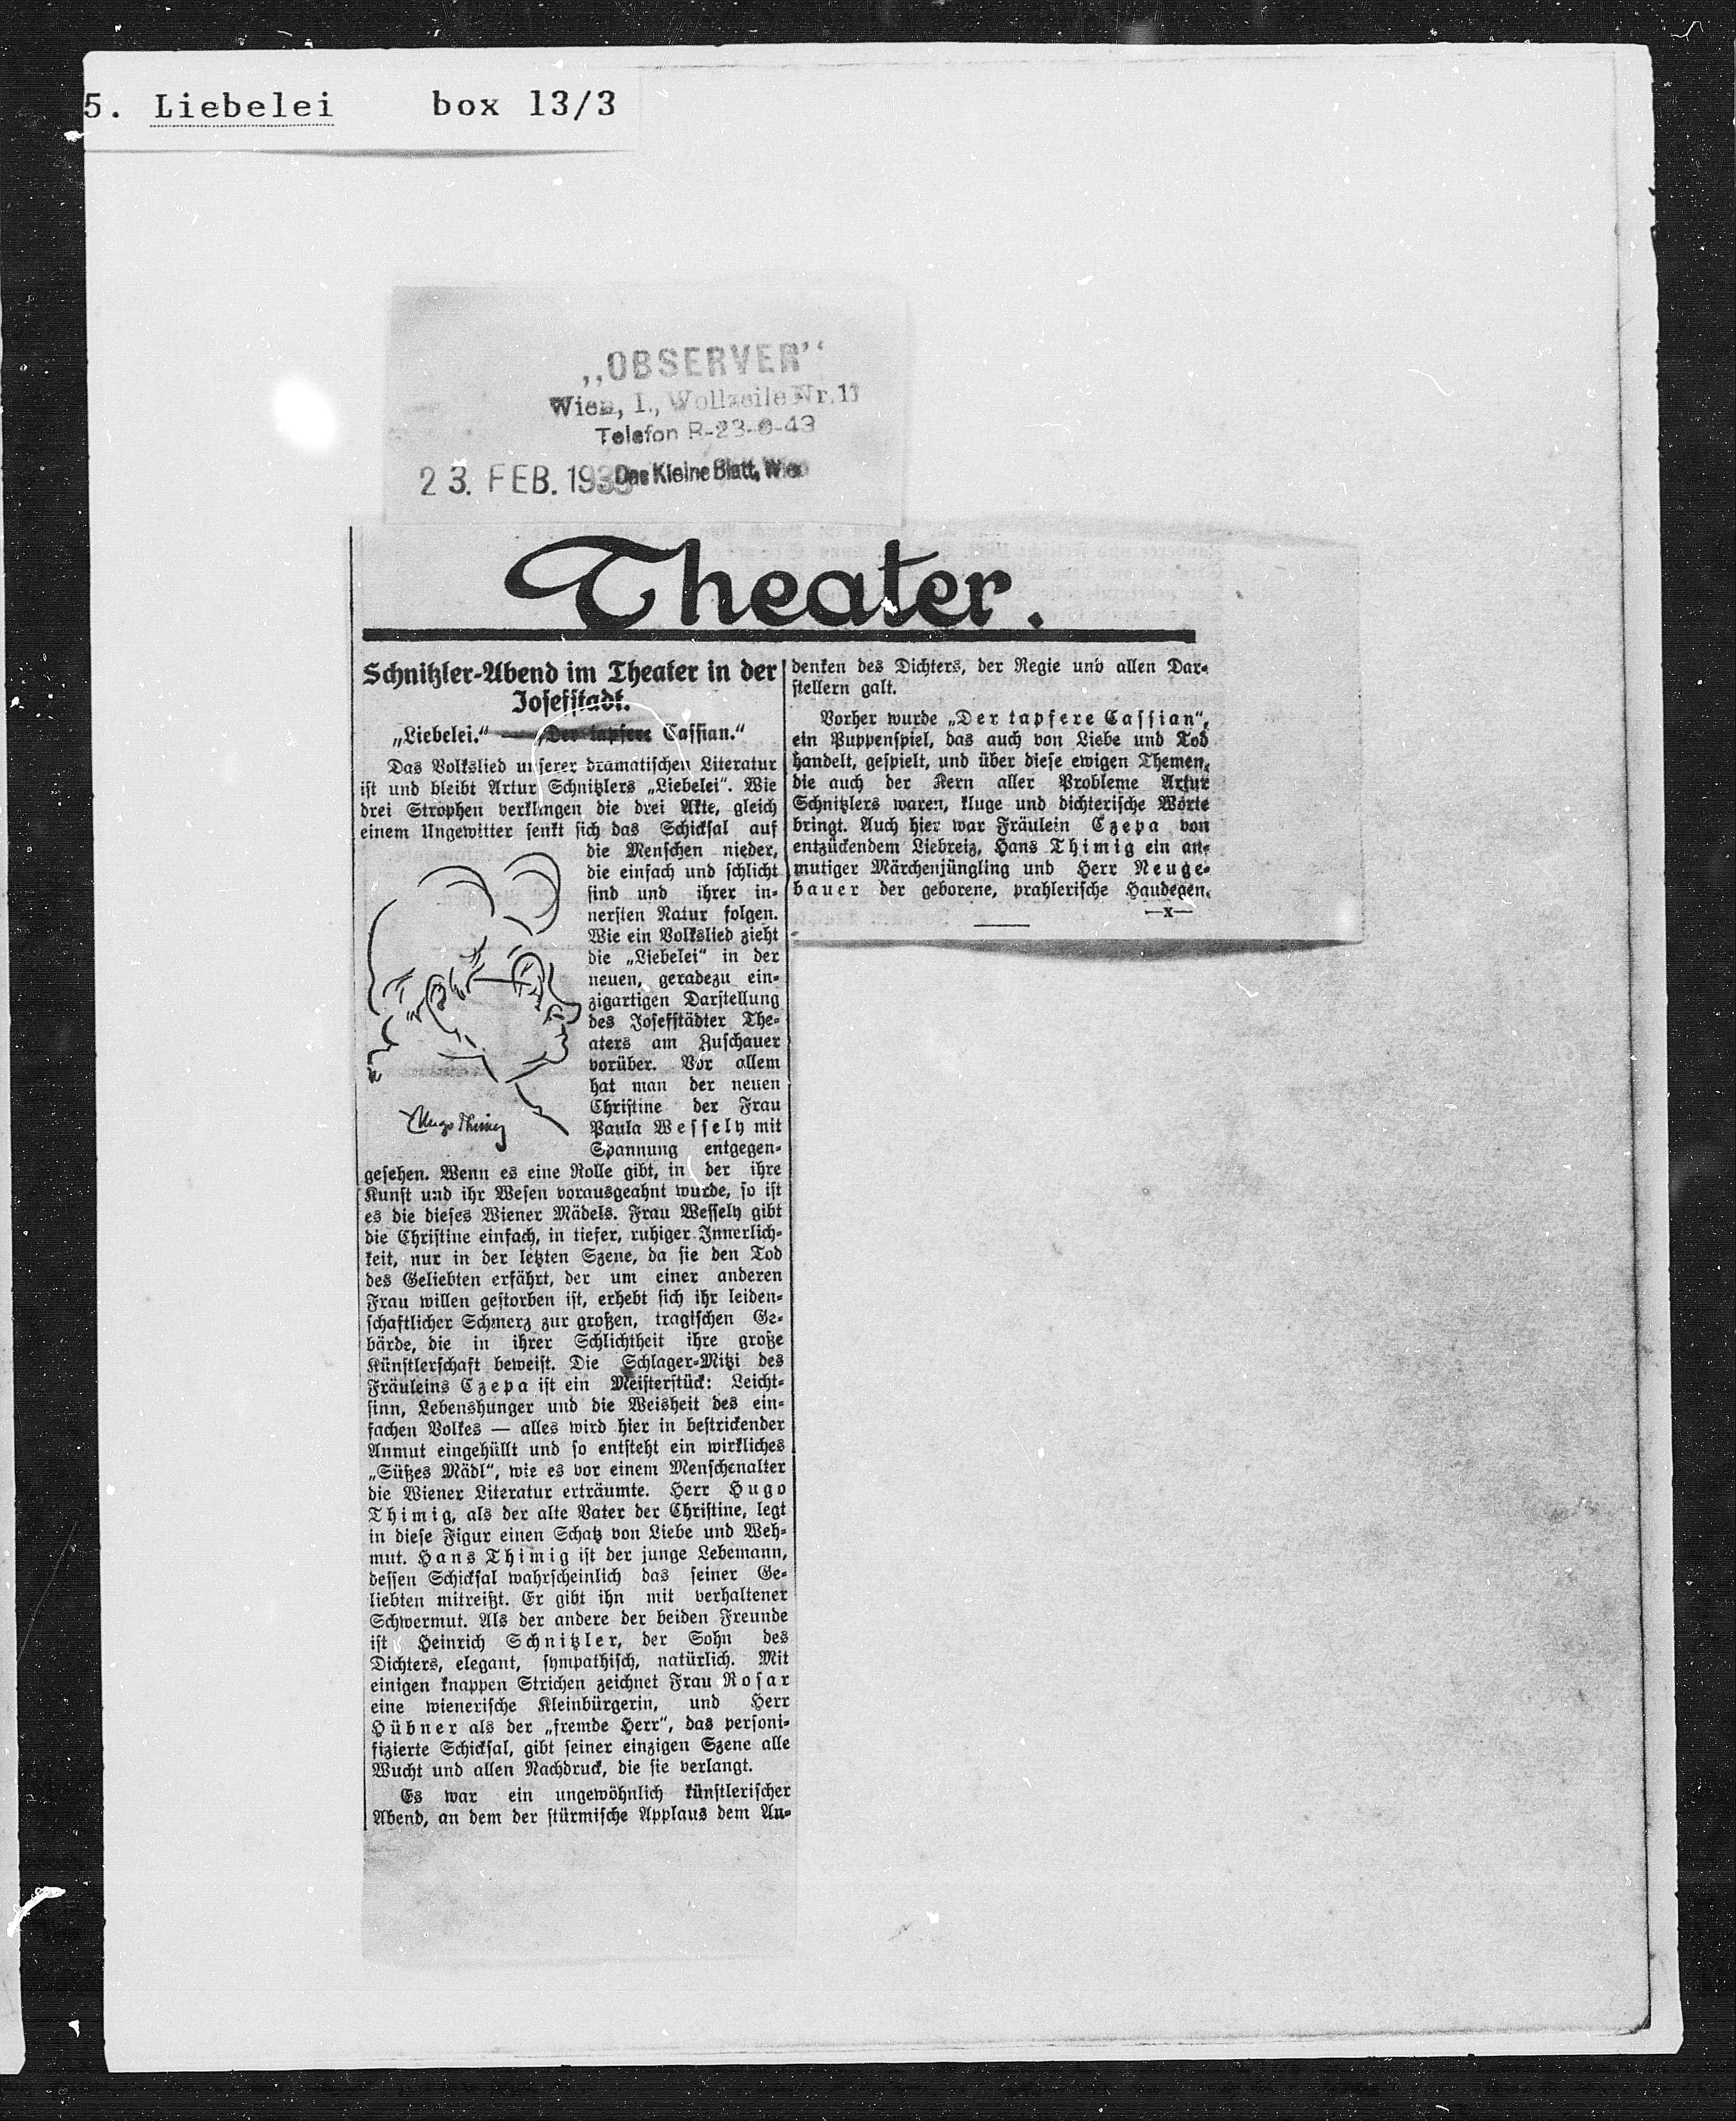 5. Liebelei box 13/3
„OBSERVER"
Wien, I., Wollzeile Nr. 11
Telefon R-23-0-43
23. FEB. 193 Das Kleine Blatt, Wien
Theater.
Schnitzler-Abend im Theater in der
Josefstadt.
„Liebelei." — „Der tapfere Cassian."
Das Volkslied unserer dramatischen Literatur
ist und bleibt Artur Schnitzlers „Liebelei". Wie
drei Strophen verklingen die drei Akte, gleich
einem Ungewitter senkt sich das Schicksal auf
die Menschen nieder,
die einfach und schlicht
sind und ihrer in-
nersten Natur folgen.
Wie ein Volkslied zieht
die „Liebelei" in der
neuen, geradezu ein-
zigartigen Darstellung
des Josefstädter The-
aters am Zuschauer
vorüber. Vor allem
hat man der neuen
Christine der Frau
Paula Wessely mit
Spannung entgegen-
Hugo Thimig
gesehen. Wenn es eine Rolle gibt, in der ihre
Kunst und ihr Wesen vorausgeahnt wurde, so ist
es die dieses Wiener Mädels. Frau Wessely gibt
die Christine einfach, in tiefer, ruhiger Innerlich-
keit, nur in der letzten Szene, da sie den Tod
des Geliebten erfährt, der um einer anderen
Frau willen gestorben ist, erhebt sich ihr leiden-
schaftlicher Schmerz zur großen, tragischen Ge-
bärde, die in ihrer Schlichtheit ihre große
Künstlerschaft beweist. Die Schlager-Mitzi des
Fräuleins Czepa ist ein Meisterstück: Leicht-
sinn, Lebenshunger und die Weisheit des ein-
fachen Volkes — alles wird hier in bestrickender
Anmut eingehüllt und so entsteht ein wirkliches
„Süßes Mädl", wie es vor einem Menschenalter
die Wiener Literatur erträumte. Herr Hugo
Thimig, als der alte Vater der Christine, legt
in diese Figur einen Schatz von Liebe und Weh-
mut. Hans Thimig ist der junge Lebemann,
dessen Schicksal wahrscheinlich das seiner Ge-
liebten mitreißt. Er gibt ihn mit verhaltener
Schwermut. Als der andere der beiden Freunde
ist Heinrich Schnitzler, der Sohn des
Dichters, elegant, sympathisch, natürlich. Mit
einigen knappen Strichen zeichnet Frau Rosar
eine wienerische Kleinbürgerin, und Herr
Hübner als der „fremde Herr", das personi-
fizierte Schicksal, gibt seiner einzigen Szene alle
Wucht und allen Nachdruck, die sie verlangt.
Es war ein ungewöhnlich künstlerischer
Abend, an dem der stürmische Applaus dem An-
denken des Dichters, der Regie und allen Dar-
stellern galt.
Vorher wurde „Der tapfere Cassian",
ein Puppenspiel, das auch von Liebe und Tod
handelt, gespielt, und über diese ewigen Themen,
die auch der Kern aller Probleme Artur
Schnitzlers waren, kluge und dichterische Worte
bringt. Auch hier war Fräulein Czepa von
entzückendem Liebreiz, Hans Thimig ein an-
mutiger Märchenjüngling und Herr Neuge-
bauer der geborene, prahlerische Haudegen.
—x—